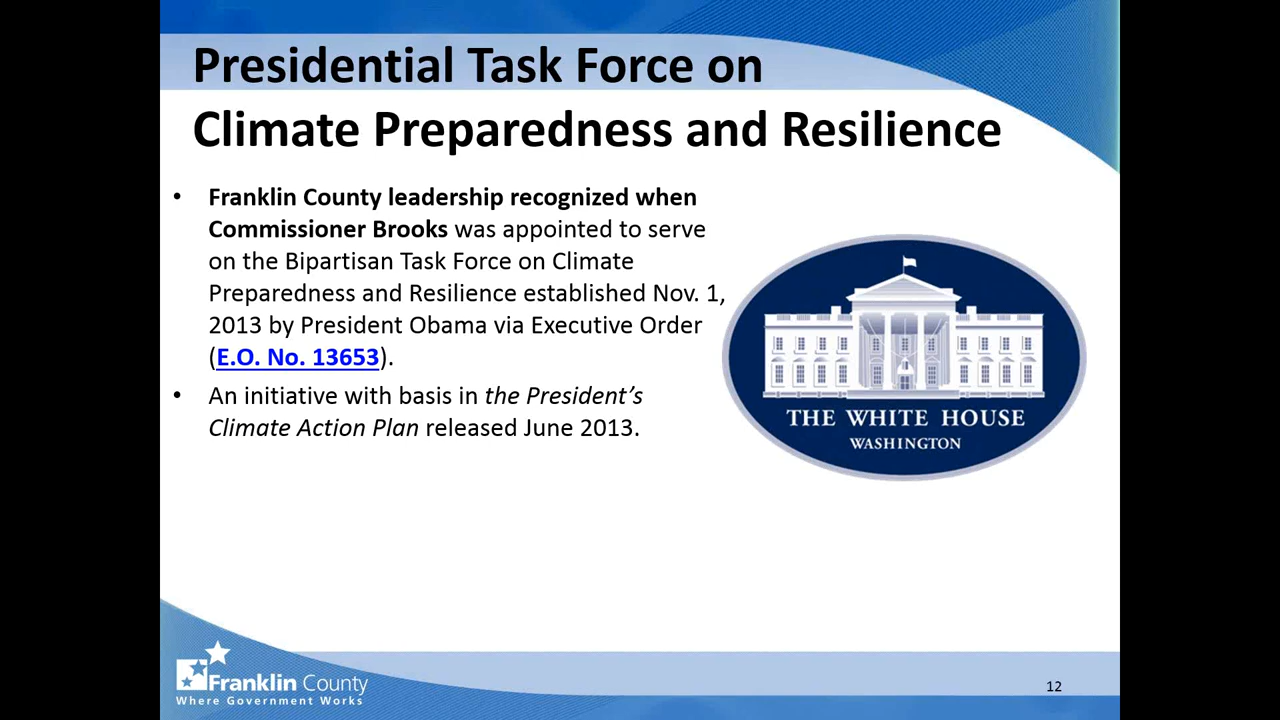 Presidential Task Force on
Climate Preparedness and Resilience
• Franklin County leadership recognized when
Commissioner Brooks was appointed to serve
on the Bipartisan Task Force on Climate
Preparedness and Resilience established Nov. 1,
2013 by President Obama via Executive Order
(E.O. No. 13653).
• An initiative with basis in the President’s
Climate Action Plan released June 2013.
THE WHITE HOUSE
WASHINGTON
Franklin County
Where Government Works
12